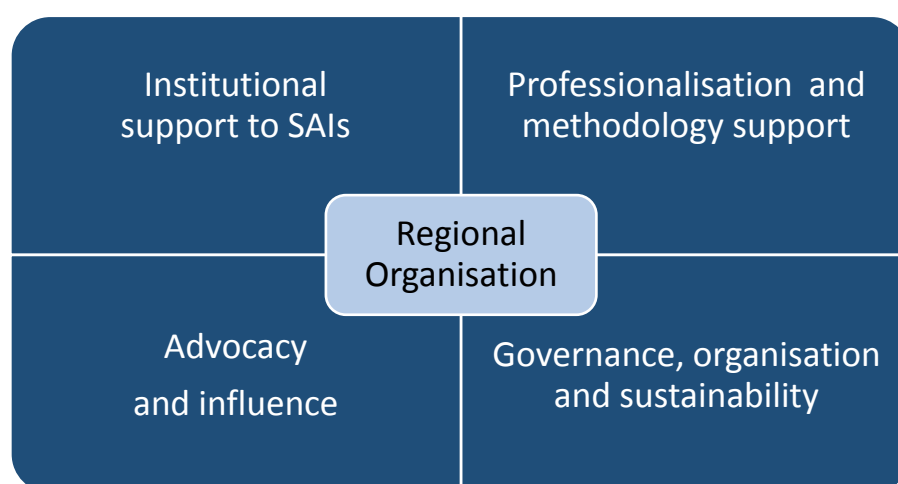 Institutional
support to SAIs
Professionalisation and
methodology support
Regional
Organisation
Advocacy
and influence
Governance, organisation
and sustainability